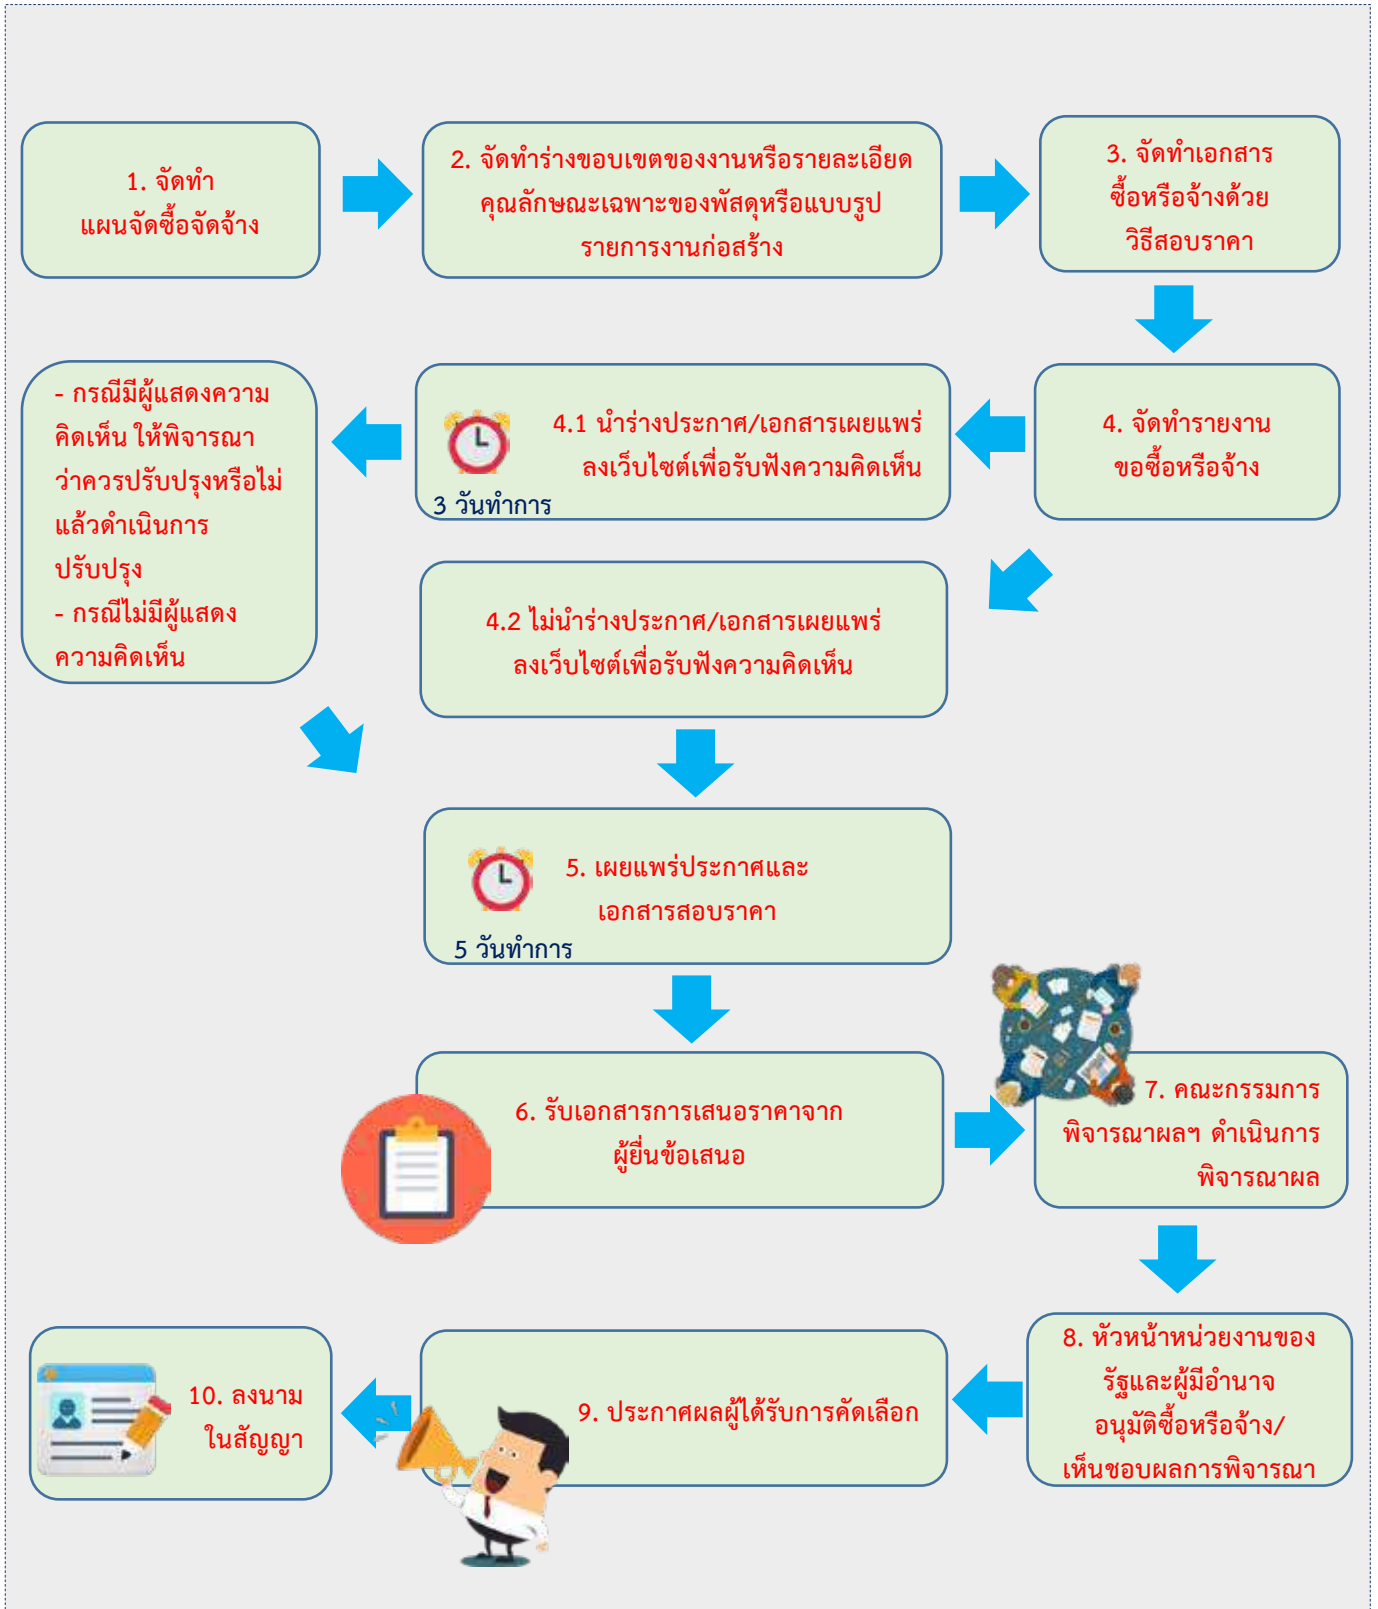 1. จัดทำ
แผนจัดซื้อจัดจ้าง
2. จัดทำร่างขอบเขตของงานหรือรายละเอียด
คุณลักษณะเฉพาะของพัสดุหรือแบบรูป
รายการงานก่อสร้าง
3. จัดทำเอกสาร
ซื้อหรือจ้างด้วย
วิธีสอบราคา
4. จัดทำรายงาน
ขอซื้อหรือจ้าง
4.1 นำร่างประกาศ/เอกสารเผยแพร่
ลงเว็บไซต์เพื่อรับฟังความคิดเห็น
3 วันทำการ
- กรณีมีผู้แสดงความ
คิดเห็น ให้พิจารณา
ว่าควรปรับปรุงหรือไม่
แล้วดำเนินการ
ปรับปรุง
- กรณีไม่มีผู้แสดง
ความคิดเห็น
4.2 ไม่นำร่างประกาศ/เอกสารเผยแพร่
ลงเว็บไซต์เพื่อรับฟังความคิดเห็น
5. เผยแพร่ประกาศและ
เอกสารสอบราคา
5 วันทำการ
6. รับเอกสารการเสนอราคาจาก
ผู้ยื่นข้อเสนอ
7. คณะกรรมการ
พิจารณาผลฯ ดำเนินการ
พิจารณาผล
8. หัวหน้าหน่วยงานของ
รัฐและผู้มีอำนาจ
อนุมัติซื้อหรือจ้าง/
เห็นชอบผลการพิจารณา
9. ประกาศผลผู้ได้รับการคัดเลือก
10. ลงนาม
ในสัญญา